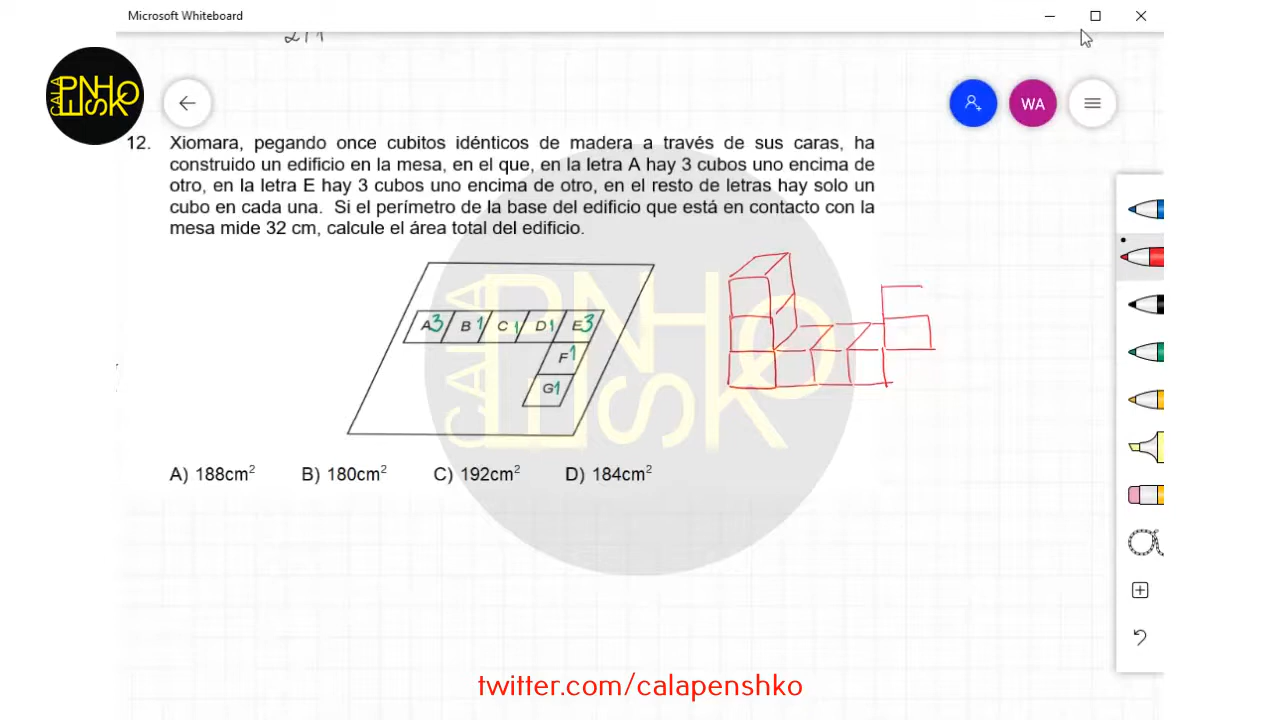 Microsoft Whiteboard
CALA
PENHOSKO
WA
12. Xiomara, pegando once cubitos idénticos de madera a través de sus caras, ha
construido un edificio en la mesa, en el que, en la letra A hay 3 cubos uno encima de
otro, en la letra E hay 3 cubos uno encima de otro, en el resto de letras hay solo un
cubo en cada una. Si el perímetro de la base del edificio que está en contacto con la
mesa mide 32 cm, calcule el área total del edificio.
A3 B1 C1 D1 E3
F1
G1
A) 188cm² B) 180cm² C) 192cm² D) 184cm²
twitter.com/calapenshko